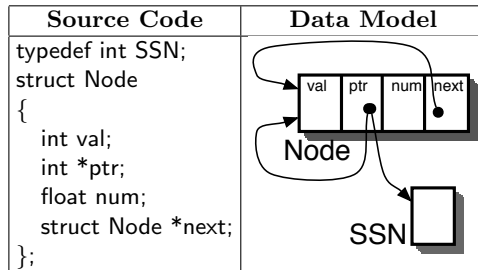 Source Code
Data Model
typedef int SSN;
struct Node
{
int val;
int *ptr;
float num;
struct Node *next;
};
val ptr num next
Node
SSN